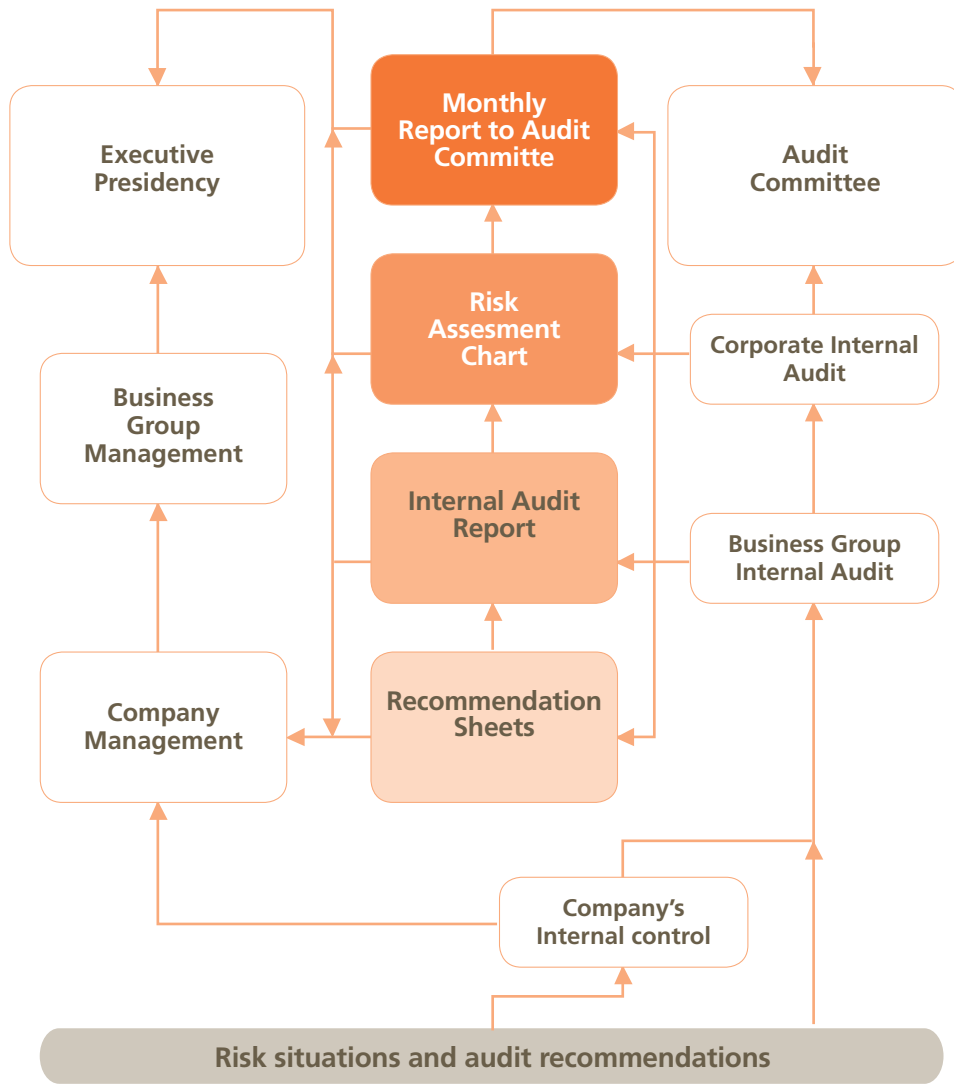 Monthly
Report to Audit
Committe
Executive
Presidency
Audit
Committee
Risk
Assesment
Chart
Corporate Internal
Audit
Business
Group
Management
Internal Audit
Report
Business Group
Internal Audit
Recommendation
Sheets
Company
Management
Company’s
Internal control
Risk situations and audit recommendations